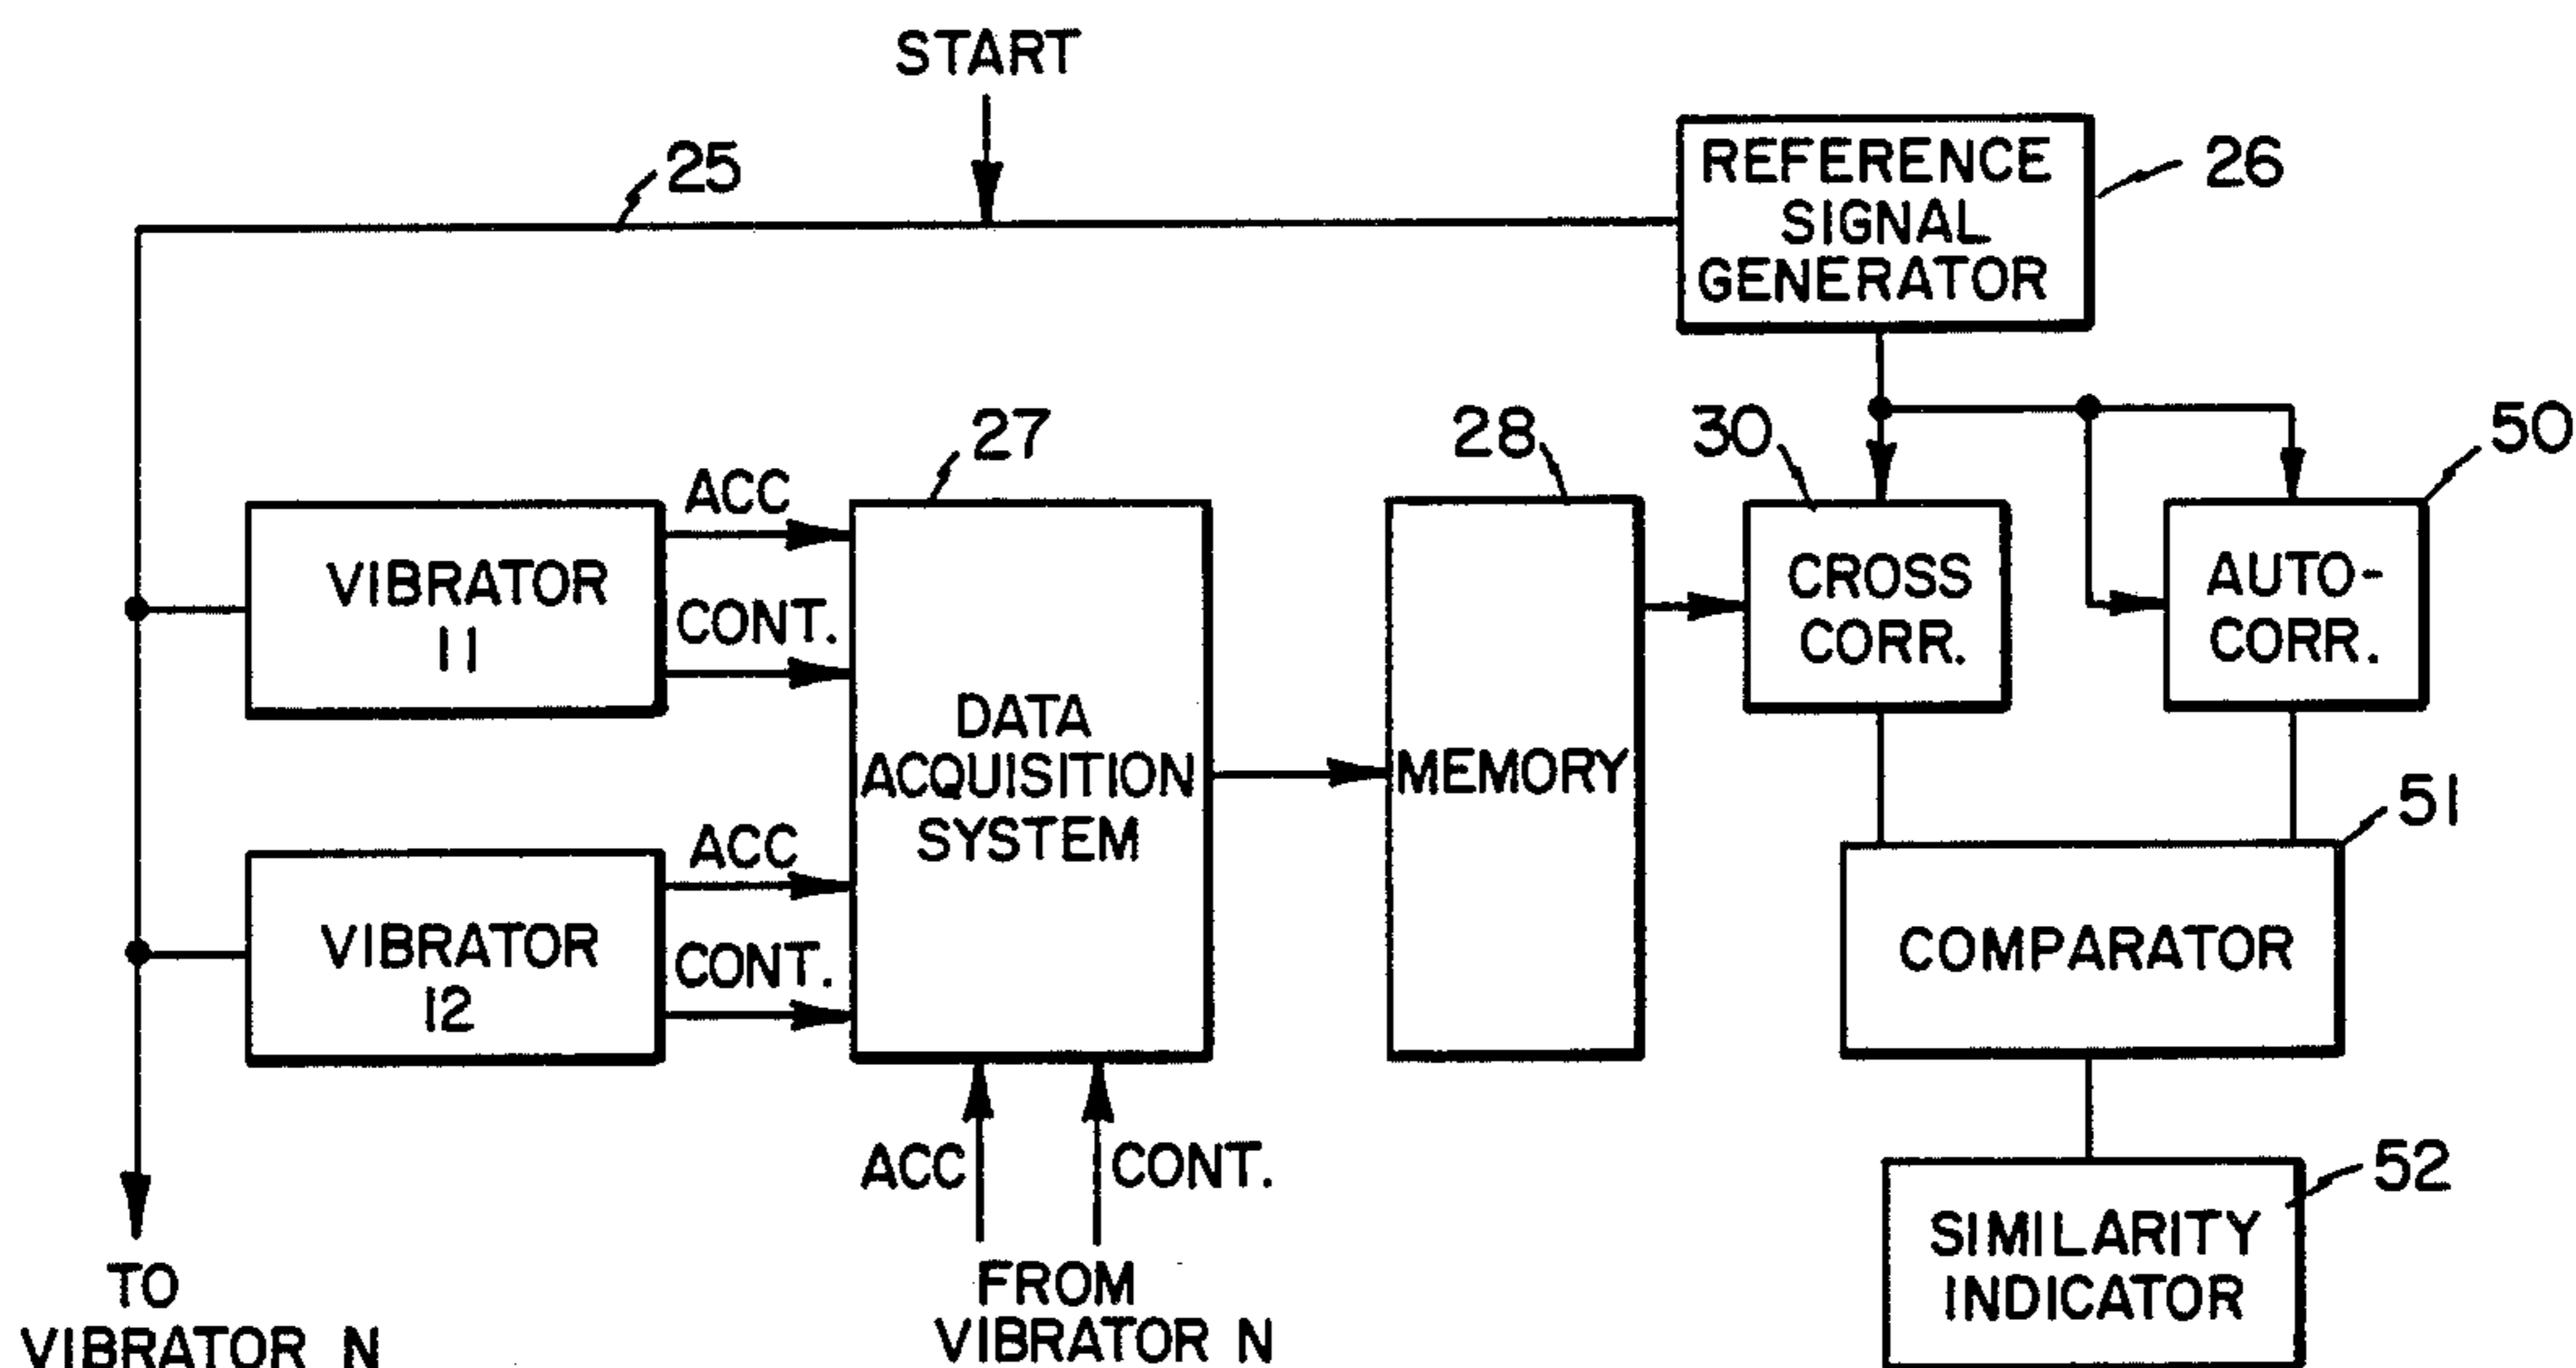 START
25
REFERENCE
SIGNAL
GENERATOR
26
27
28
30
50
ACC
CONT.
VIBRATOR
11
CROSS
CORR.
AUTO-
CORR.
DATA
ACQUISITION
SYSTEM
MEMORY
51
ACC
CONT.
VIBRATOR
12
COMPARATOR
ACC
CONT.
52
SIMILARITY
INDICATOR
TO
VIBRATOR N
FROM
VIBRATOR N